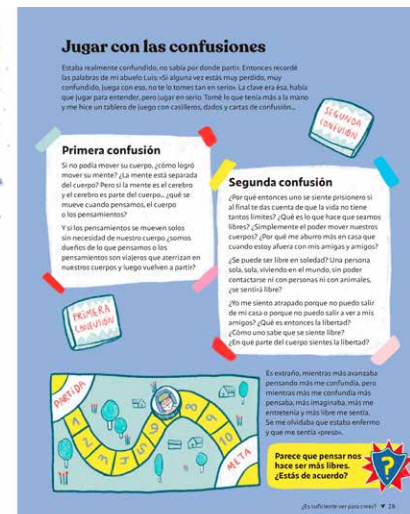 Jugar con las confusiones
Estaba realmente confundido, no sabía por donde partir. Entonces recordé
las palabras de mi abuelo Luis: «Si alguna vez estás muy perdido, muy
confundido, juega con eso, no te lo tomes tan en serio». La clave era ésa, había
que jugar para entender, pero jugar en serio. Tomé lo que tenía más a la mano
y me hice un tablero de juego con casilleros, dados y cartas de confusión...
SEGUNDA
CONFUSIÓN
Primera confusión
Si no podía mover su cuerpo, ¿cómo logró
mover su mente? ¿La mente está separada
del cuerpo? Pero si la mente es el cerebro
y el cerebro es parte del cuerpo... ¿qué se
mueve cuando pensamos, el cuerpo
o los pensamientos?
Y si los pensamientos se mueven solos
sin necesidad de nuestro cuerpo ¿somos
dueños de lo que pensamos o los
pensamientos son viajeros que aterrizan en
nuestros cuerpos y luego vuelven a partir?
Segunda confusión
¿Por qué entonces uno se siente prisionero si
al final te das cuenta de que la vida no tiene
tantos límites? ¿Qué es lo que hace que seamos
libres? ¿Simplemente el poder mover nuestros
cuerpos? ¿Por qué me aburro más en casa que
cuando estoy afuera con mis amigas y amigos?
¿Se puede ser libre en soledad? Una persona
sola, sola, viviendo en el mundo, sin poder
contactarse ni con personas ni con animales,
¿se sentirá libre?
¿Yo me siento atrapado porque no puedo salir
de mi casa o porque no puedo salir a ver a mis
amigos? ¿Qué es entonces la libertad?
¿Cómo uno sabe que se siente libre?
¿En qué parte del cuerpo sientes la libertad?
PRIMERA
CONFUSIÓN
PARTIDA
1
2
3
4
5
6
7
8
9
10
META
Es extraño, mientras más avanzaba
pensando más me confundía, pero
mientras más me confundía más
pensaba, más imaginaba, más me
entretenía y más libre me sentía.
Se me olvidaba que estaba enfermo
y que me sentía «preso».
Parece que pensar nos
hace ser más libres.
¿Estás de acuerdo?
?
¿Es suficiente ver para creer? ▼ 25